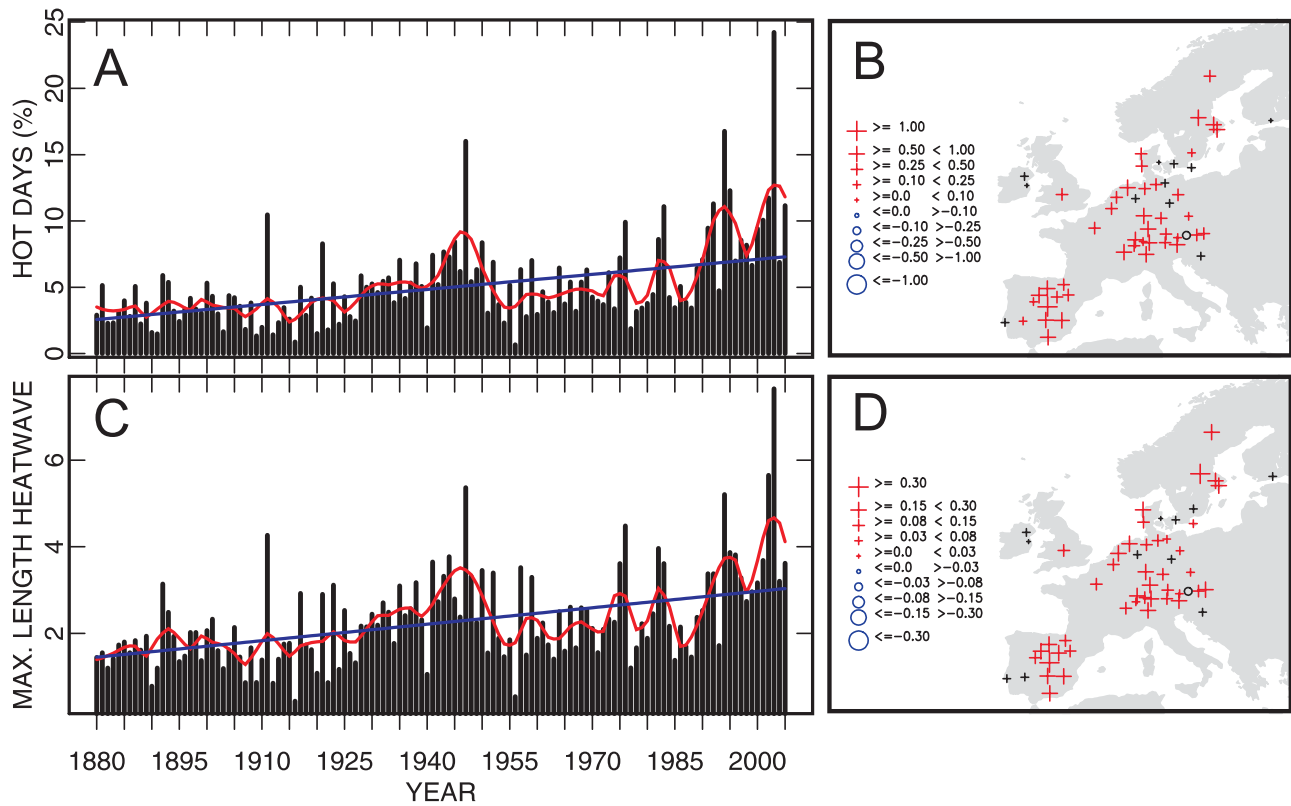 A
HOT DAYS (%)
25
20
15
10
5
0
B
>= 1.00
>= 0.50 < 1.00
>= 0.25 < 0.50
>= 0.10 < 0.25
>=0.0 < 0.10
<=0.0 >-0.10
<=-0.10 >-0.25
<=-0.25 >-0.50
<=-0.50 >-1.00
<=-1.00
C
MAX. LENGTH HEATWAVE
6
4
2
1880 1895 1910 1925 1940 1955 1970 1985 2000
YEAR
D
>= 0.30
>= 0.15 < 0.30
>= 0.08 < 0.15
>= 0.03 < 0.08
>=0.0 < 0.03
<=0.0 >-0.03
<=-0.03 >-0.08
<=-0.08 >-0.15
<=-0.15 >-0.30
<=-0.30